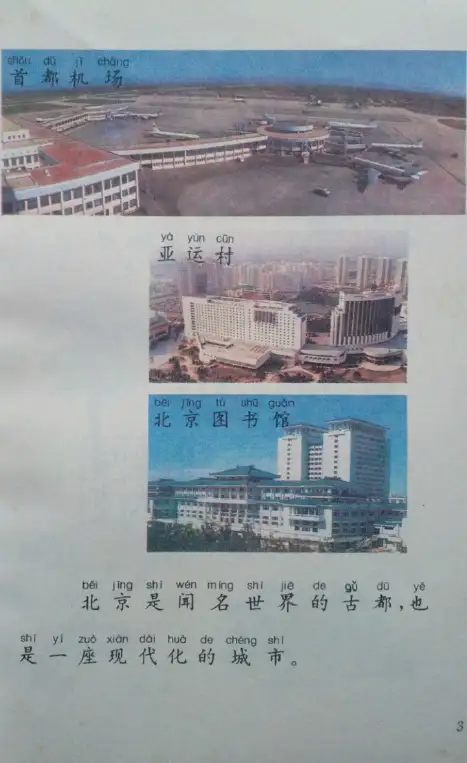 shǒu dū jī chǎng
首都机场
yà yùn cūn
亚运村
běi jīng tú shū guǎn
北京图书馆
běi jīng shì wén míng shì jiè de gǔ dū yě
北京是闻名世界的古都,也
shì yí zuò xiàn dài huà de chéng shì
是一座现代化的城市。
3